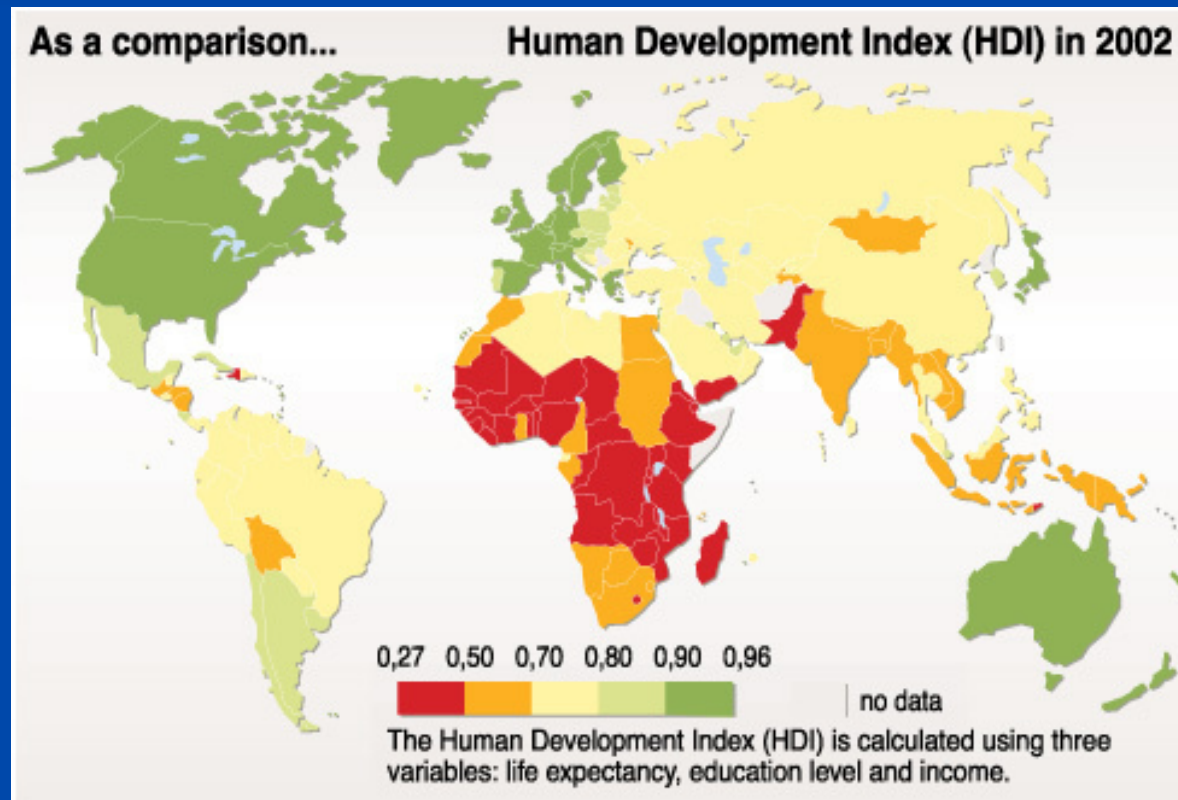 As a comparison...
Human Development Index (HDI) in 2002
0,27 0,50 0,70 0,80 0,90 0,96
no data
The Human Development Index (HDI) is calculated using three
variables: life expectancy, education level and income.